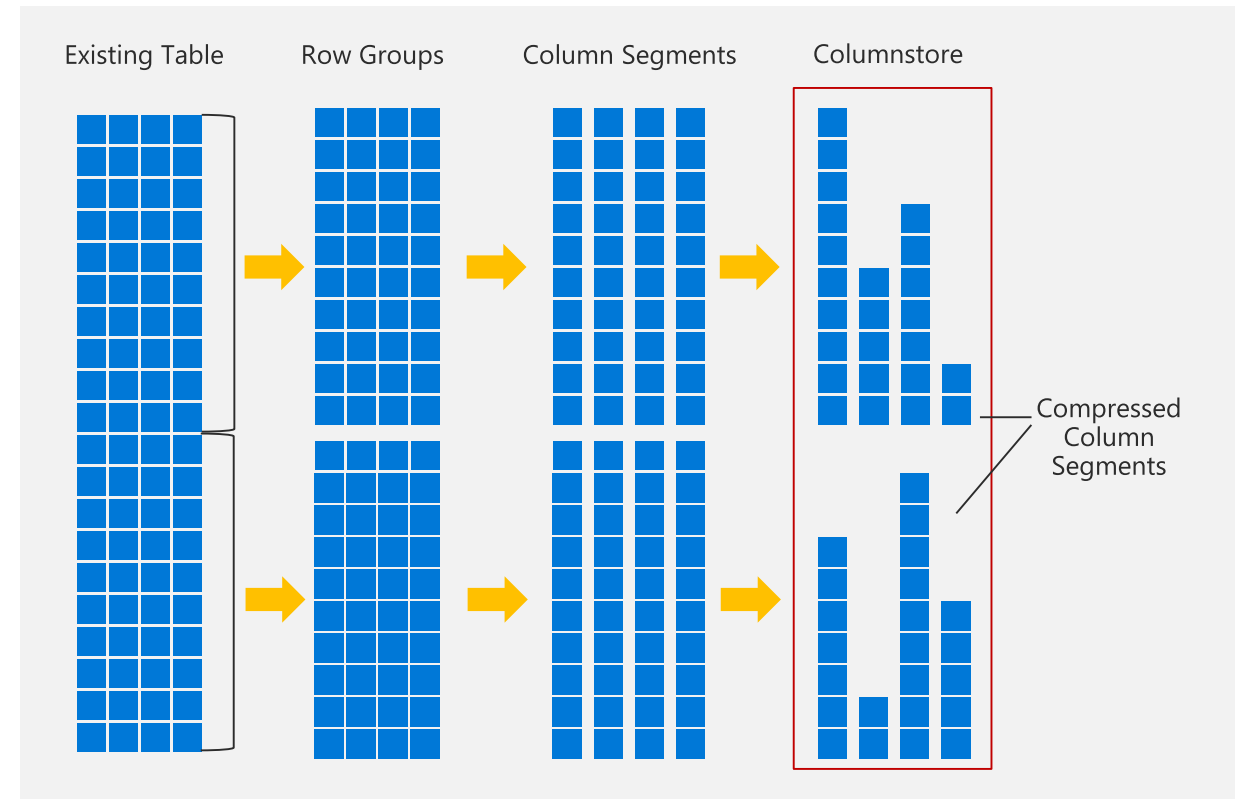 Existing Table
Row Groups
Column Segments
Columnstore
Compressed
Column
Segments